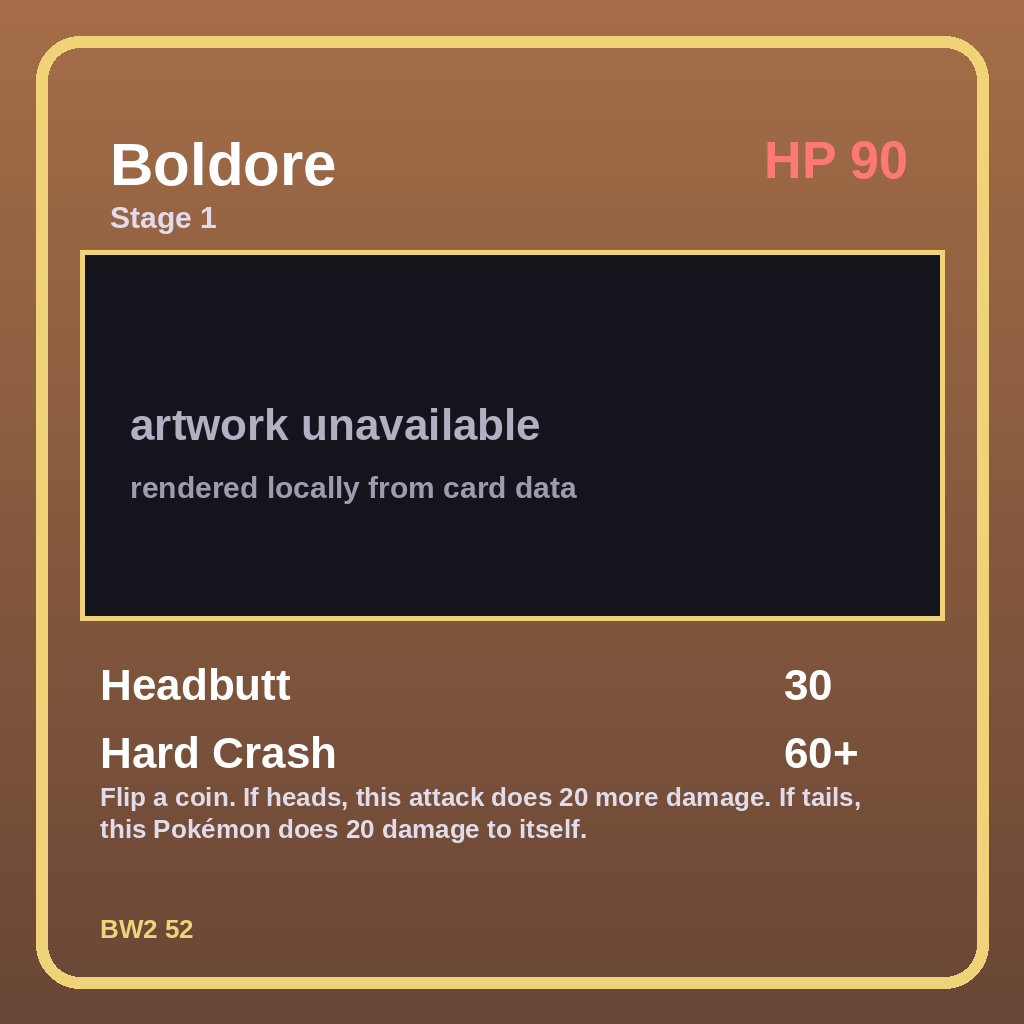 Boldore
HP 90
Stage 1
artwork unavailable
rendered locally from card data
Headbutt 30
Hard Crash 60+
Flip a coin. If heads, this attack does 20 more damage. If tails,
this Pokémon does 20 damage to itself.
BW2 52